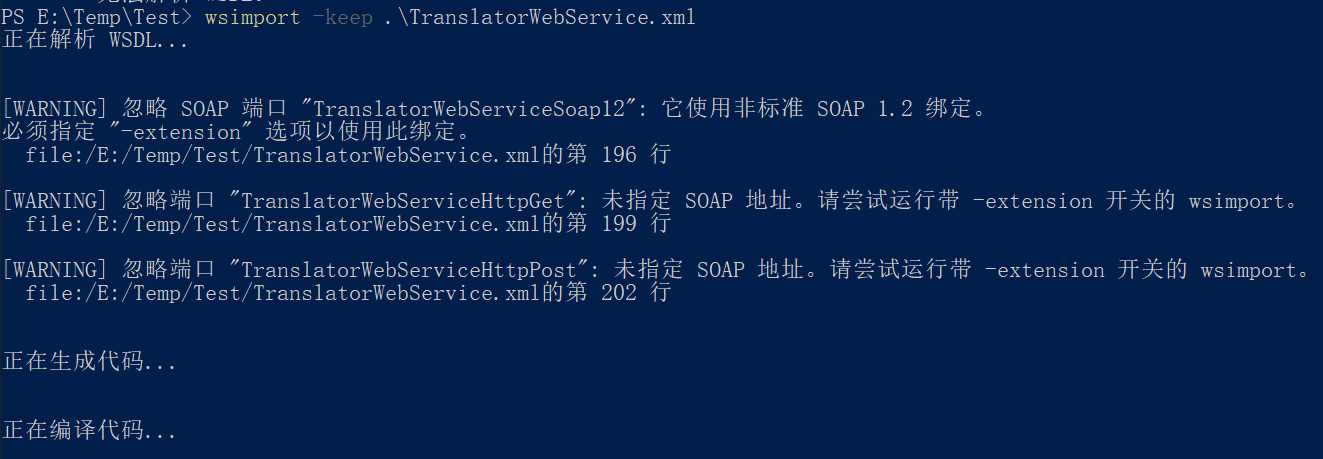 PS E:\Temp\Test> wsimport -keep .\TranslatorWebService.xml
正在解析 WSDL...
[WARNING] 忽略 SOAP 端口 "TranslatorWebServiceSoap12": 它使用非标准 SOAP 1.2 绑定。
必须指定 "-extension" 选项以使用此绑定。
file:/E:/Temp/Test/TranslatorWebService.xml的第 196 行
[WARNING] 忽略端口 "TranslatorWebServiceHttpGet": 未指定 SOAP 地址。请尝试运行带 -extension 开关的 wsimport。
file:/E:/Temp/Test/TranslatorWebService.xml的第 199 行
[WARNING] 忽略端口 "TranslatorWebServiceHttpPost": 未指定 SOAP 地址。请尝试运行带 -extension 开关的 wsimport。
file:/E:/Temp/Test/TranslatorWebService.xml的第 202 行
正在生成代码...
正在编译代码...